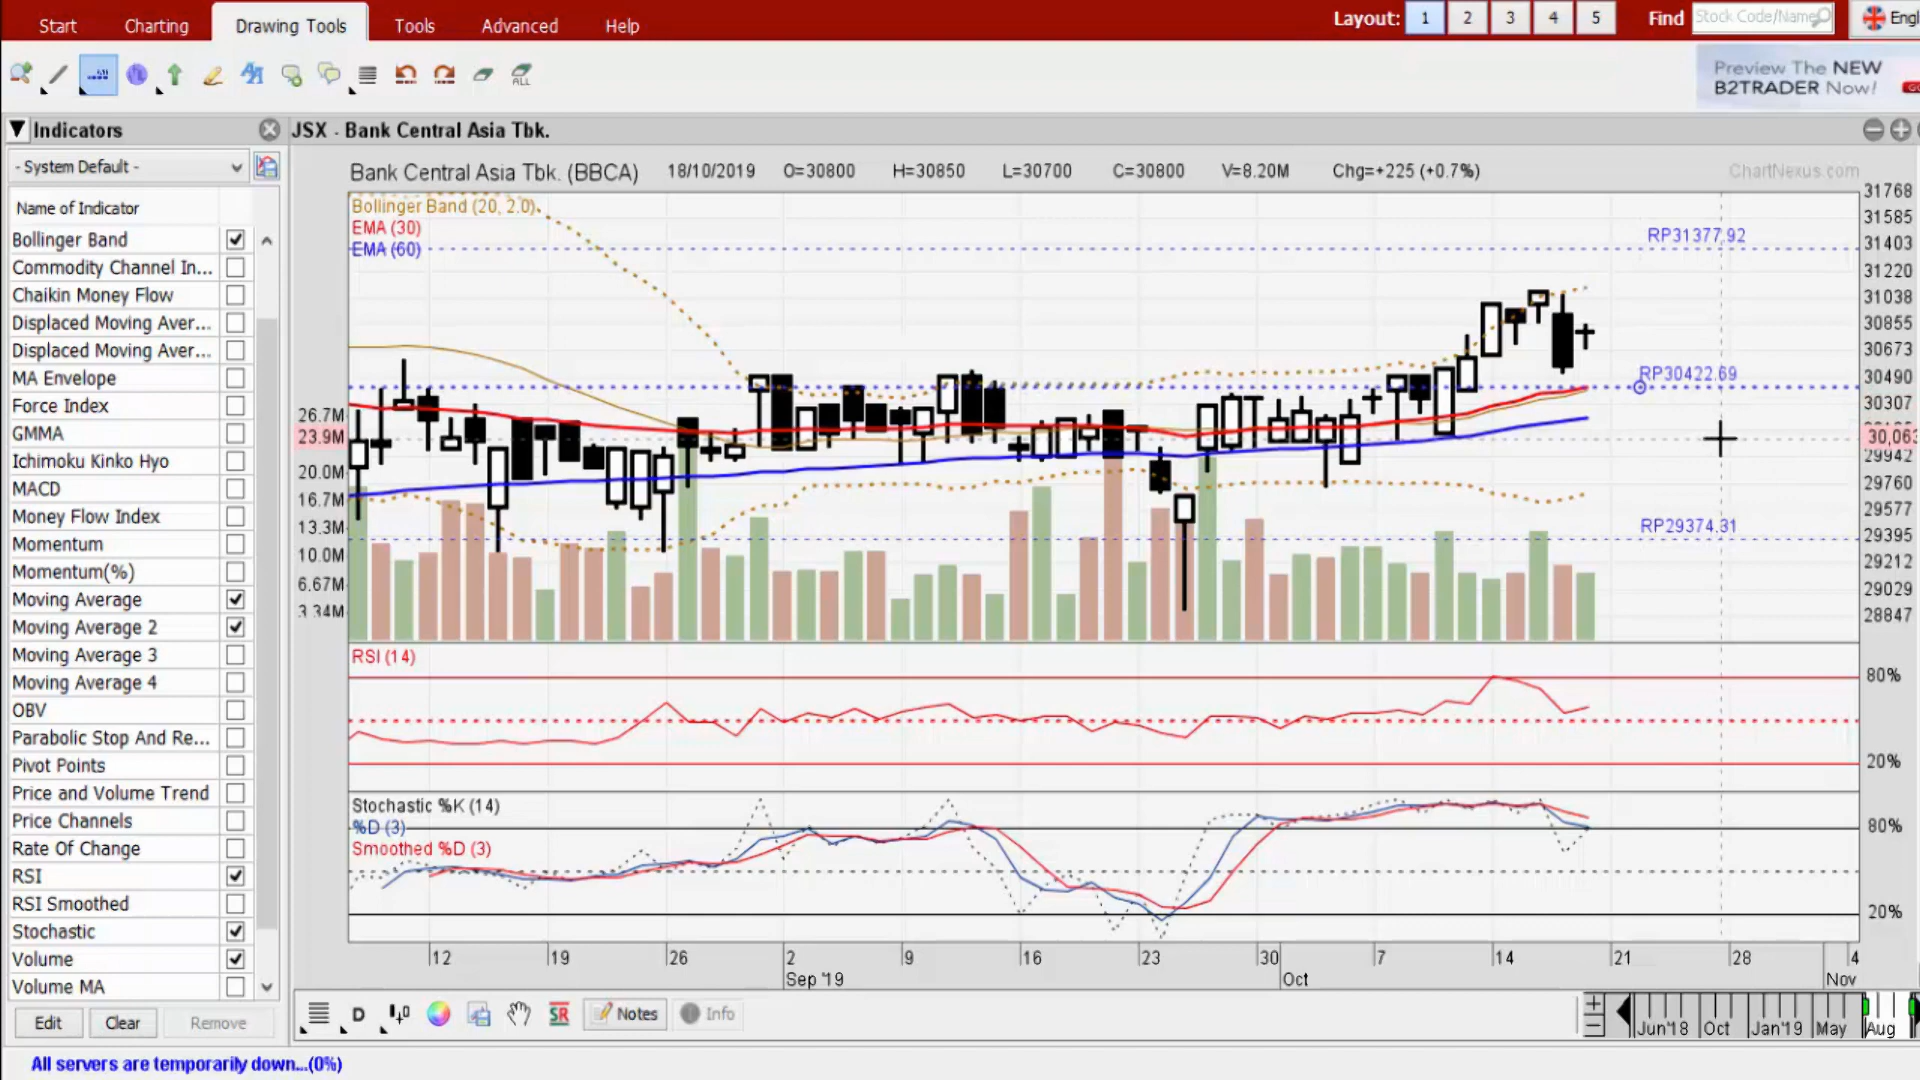 Start Charting Drawing Tools Tools Advanced Help Layout: 1 2 3 4 5 Find Stock Code/Name Engl
ALL
Preview The NEW
B2TRADER Now!
Indicators
- System Default -
Name of Indicator
Bollinger Band
Commodity Channel In...
Chaikin Money Flow
Displaced Moving Aver...
Displaced Moving Aver...
MA Envelope
Force Index
GMMA
Ichimoku Kinko Hyo
MACD
Money Flow Index
Momentum
Momentum(%)
Moving Average
Moving Average 2
Moving Average 3
Moving Average 4
OBV
Parabolic Stop And Re...
Pivot Points
Price and Volume Trend
Price Channels
Rate Of Change
RSI
RSI Smoothed
Stochastic
Volume
Volume MA
Edit Clear Remove
JSX - Bank Central Asia Tbk.
Bank Central Asia Tbk. (BBCA) 18/10/2019 O=30800 H=30850 L=30700 C=30800 V=8.20M Chg=+225 (+0.7%) ChartNexus.com
Bollinger Band (20, 2.0)
EMA (30)
EMA (60)
RP31377.92
RP30422.69
RP29374.31
26.7M
23.9M
20.0M
16.7M
13.3M
10.0M
6.67M
3.34M
31768
31585
31403
31220
31038
30855
30673
30490
30307
30,063
29942
29760
29577
29395
29212
29029
28847
RSI (14)
80%
20%
Stochastic %K (14)
%D (3)
Smoothed %D (3)
80%
20%
12 19 26 2 9 16 23 30 7 14 21 28 4
Sep '19 Oct Nov
D SR Notes Info
Jun'18 Oct Jan'19 May Aug
All servers are temporarily down...(0%)